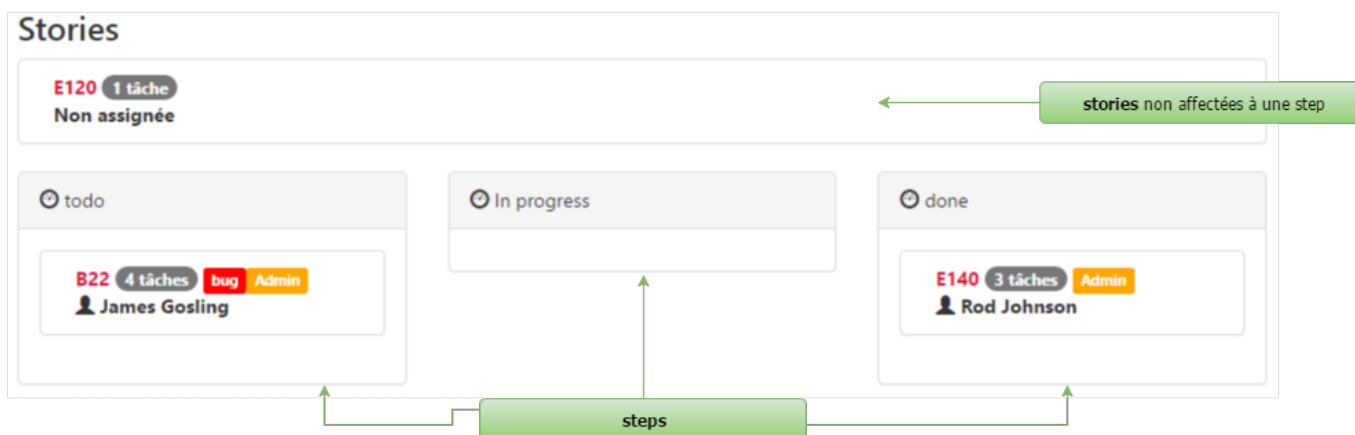 Stories
E120 1 tâche
Non assignée
stories non affectées à une step
todo
In progress
done
B22 4 tâches bug Admin
James Gosling
E140 3 tâches Admin
Rod Johnson
steps